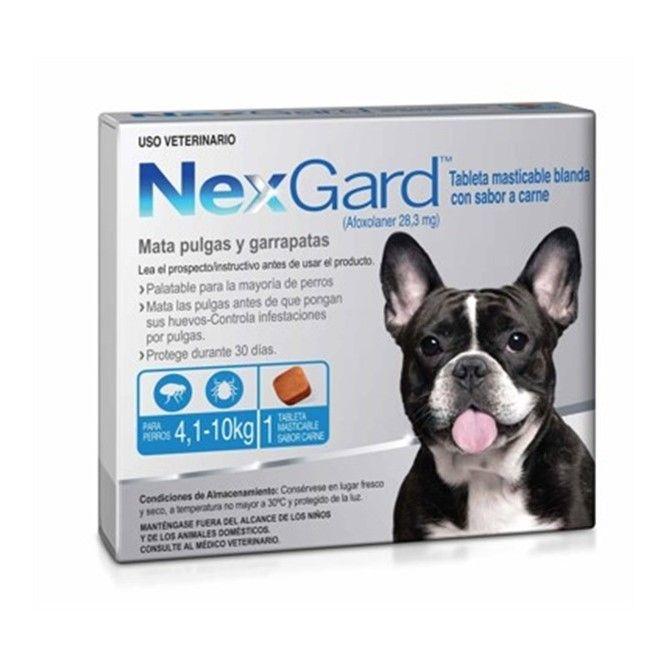 USO VETERINARIO
NexGard™
(Afoxolaner 28,3 mg)
Tableta masticable blanda
con sabor a carne
Mata pulgas y garrapatas
Lea el prospecto/instructivo antes de usar el producto.
›Palatable para la mayoria de perros
›Mata las pulgas antes de que pongan
sus huevos-Controla infestaciones
por pulgas.
›Protege durante 30 días.
PARA
PERROS
4,1-10kg
1
TABLETA
MASTICABLE
SABOR CARNE
Condiciones de Almacenamiento: Consérvese en lugar fresco
y seco, a temperatura no mayor a 30ºC y protegido de la luz.
MANTÉNGASE FUERA DEL ALCANCE DE LOS NIÑOS
Y DE LOS ANIMALES DOMÉSTICOS.
CONSULTE AL MÉDICO VETERINARIO.